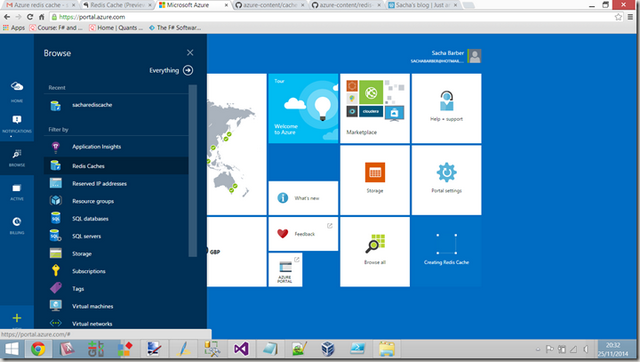 Azure redis cache -
Redis Cache (Preview
Microsoft Azure
azure-content/cache
azure-content/redis
Sacha's blog | Just a
https://portal.azure.com
Apps
Course: F# and
Home | Quants
The F# Software
Browse
Everything
Recent
sacharediscache
Filter by
Application Insights
Redis Caches
Reserved IP addresses
Resource groups
SQL databases
SQL servers
Storage
Subscriptions
Tags
Virtual machines
Virtual networks
HOME
NOTIFICATIONS
BROWSE
ACTIVE
BILLING
https://portal.azure.com/#
Sacha Barber
SACHABARBER@HOTMAIL...
Tour
Welcome to
Azure
cloudera
Marketplace
Help + support
What's new
Storage
Portal settings
Feedback
GBP
AZURE
PORTAL
Browse all
Creating Redis Cache
20:32
25/11/2014